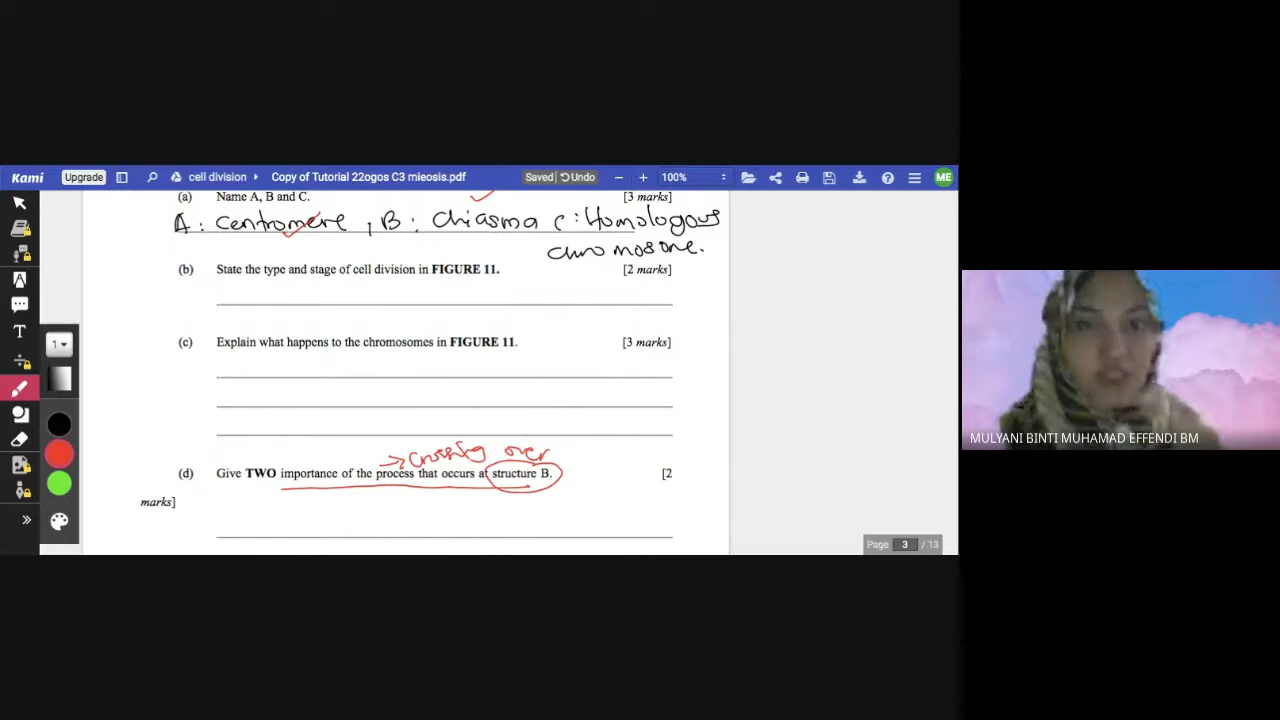 Kami Upgrade cell division Copy of Tutorial 22ogos C3 mieosis.pdf Saved Undo 100% ME
(a) Name A, B and C. [3 marks]
A : Centromere , B : Chiasma C : Homologous
chromosone.
(b) State the type and stage of cell division in FIGURE 11. [2 marks]
(c) Explain what happens to the chromosomes in FIGURE 11. [3 marks]
1
→ Crossing over
(d) Give TWO importance of the process that occurs at structure B. [2
marks]
Page 3 / 13
MULYANI BINTI MUHAMAD EFFENDI BM